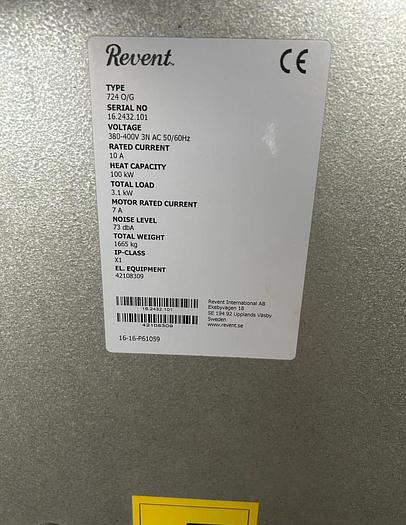 Revent™
CE
TYPE
724 O/G
SERIAL NO
16.2432.101
VOLTAGE
380-400V 3N AC 50/60Hz
RATED CURRENT
10 A
HEAT CAPACITY
100 kW
TOTAL LOAD
3.1 kW
MOTOR RATED CURRENT
7 A
NOISE LEVEL
73 dbA
TOTAL WEIGHT
1665 kg
IP-CLASS
X1
EL. EQUIPMENT
42108309
16.2432.101
42108309
Revent International AB
Ekebyvägen 18
SE 194 92 Upplands Väsby
Sweden
www.revent.se
16-16-P61059